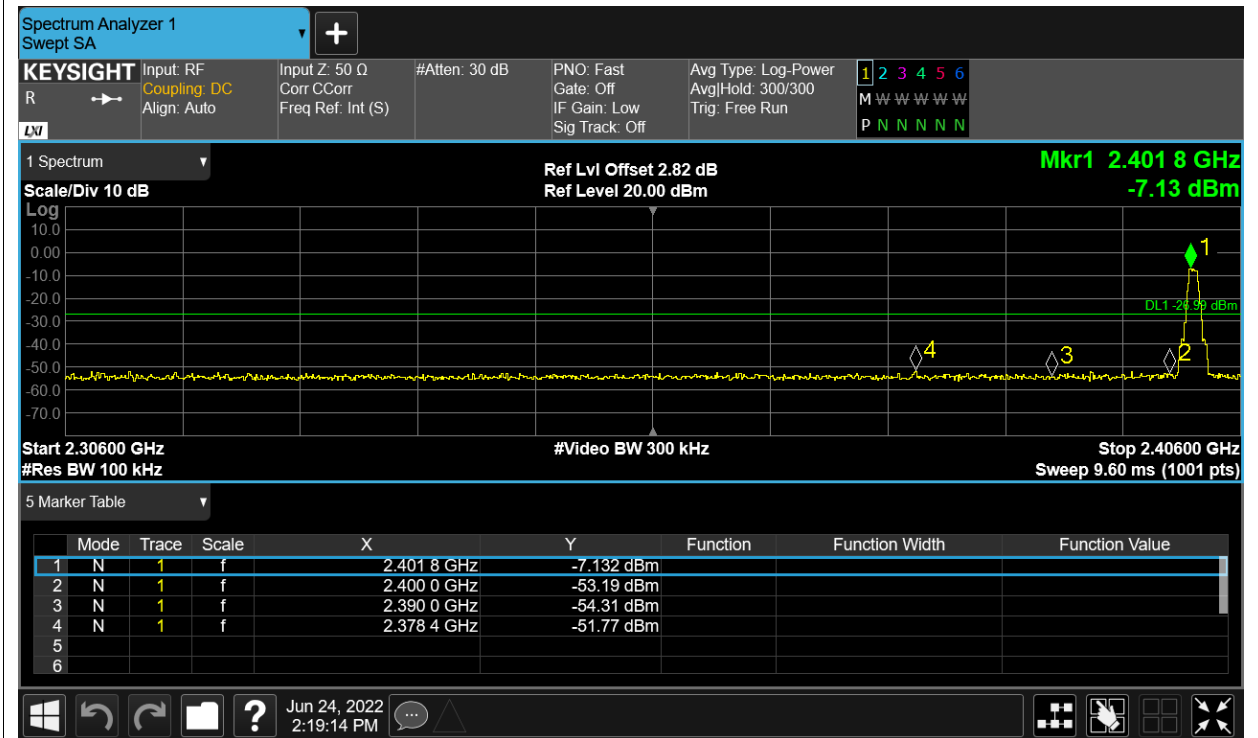 Spectrum Analyzer 1
Swept SA
+
KEYSIGHT Input: RF Input Z: 50 Ω #Atten: 30 dB PNO: Fast Avg Type: Log-Power 1 2 3 4 5 6
R Coupling: DC Corr CCorr Gate: Off Avg|Hold: 300/300 M W W W W W W
Align: Auto Freq Ref: Int (S) IF Gain: Low Trig: Free Run
LXI Sig Track: Off P N N N N N N
1 Spectrum Ref Lvl Offset 2.82 dB Mkr1 2.401 8 GHz
Scale/Div 10 dB Ref Level 20.00 dBm -7.13 dBm
Log
10.0
0.00 1
-10.0
-20.0 DL1 -26.99 dBm
-30.0
-40.0 4 3 2
-50.0
-60.0
-70.0
Start 2.30600 GHz #Video BW 300 kHz Stop 2.40600 GHz
#Res BW 100 kHz Sweep 9.60 ms (1001 pts)
5 Marker Table
Mode Trace Scale X Y Function Function Width Function Value
1 N 1 f 2.401 8 GHz -7.132 dBm
2 N 1 f 2.400 0 GHz -53.19 dBm
3 N 1 f 2.390 0 GHz -54.31 dBm
4 N 1 f 2.378 4 GHz -51.77 dBm
5
6
? Jun 24, 2022
2:19:14 PM